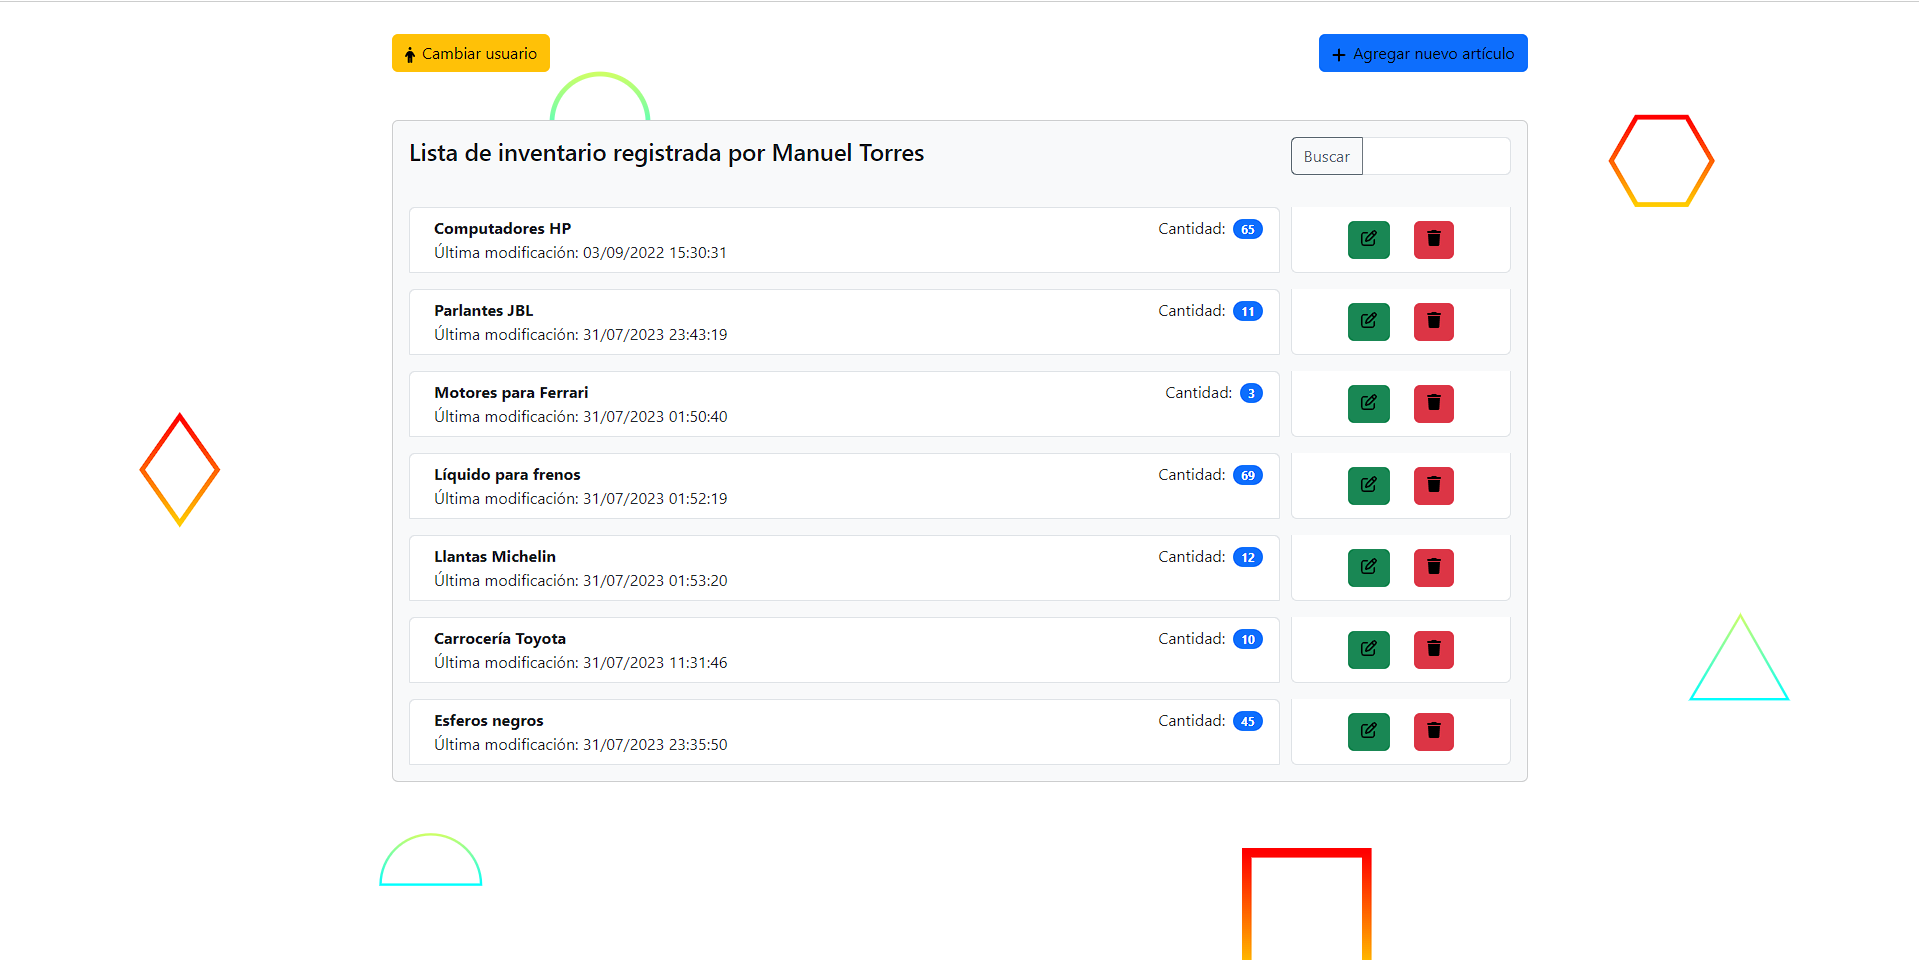 Cambiar usuario
Agregar nuevo artículo
Lista de inventario registrada por Manuel Torres
Buscar
Computadores HP
Cantidad: 65
Última modificación: 03/09/2022 15:30:31
Parlantes JBL
Cantidad: 11
Última modificación: 31/07/2023 23:43:19
Motores para Ferrari
Cantidad: 3
Última modificación: 31/07/2023 01:50:40
Líquido para frenos
Cantidad: 69
Última modificación: 31/07/2023 01:52:19
Llantas Michelin
Cantidad: 12
Última modificación: 31/07/2023 01:53:20
Carrocería Toyota
Cantidad: 10
Última modificación: 31/07/2023 11:31:46
Esferos negros
Cantidad: 45
Última modificación: 31/07/2023 23:35:50